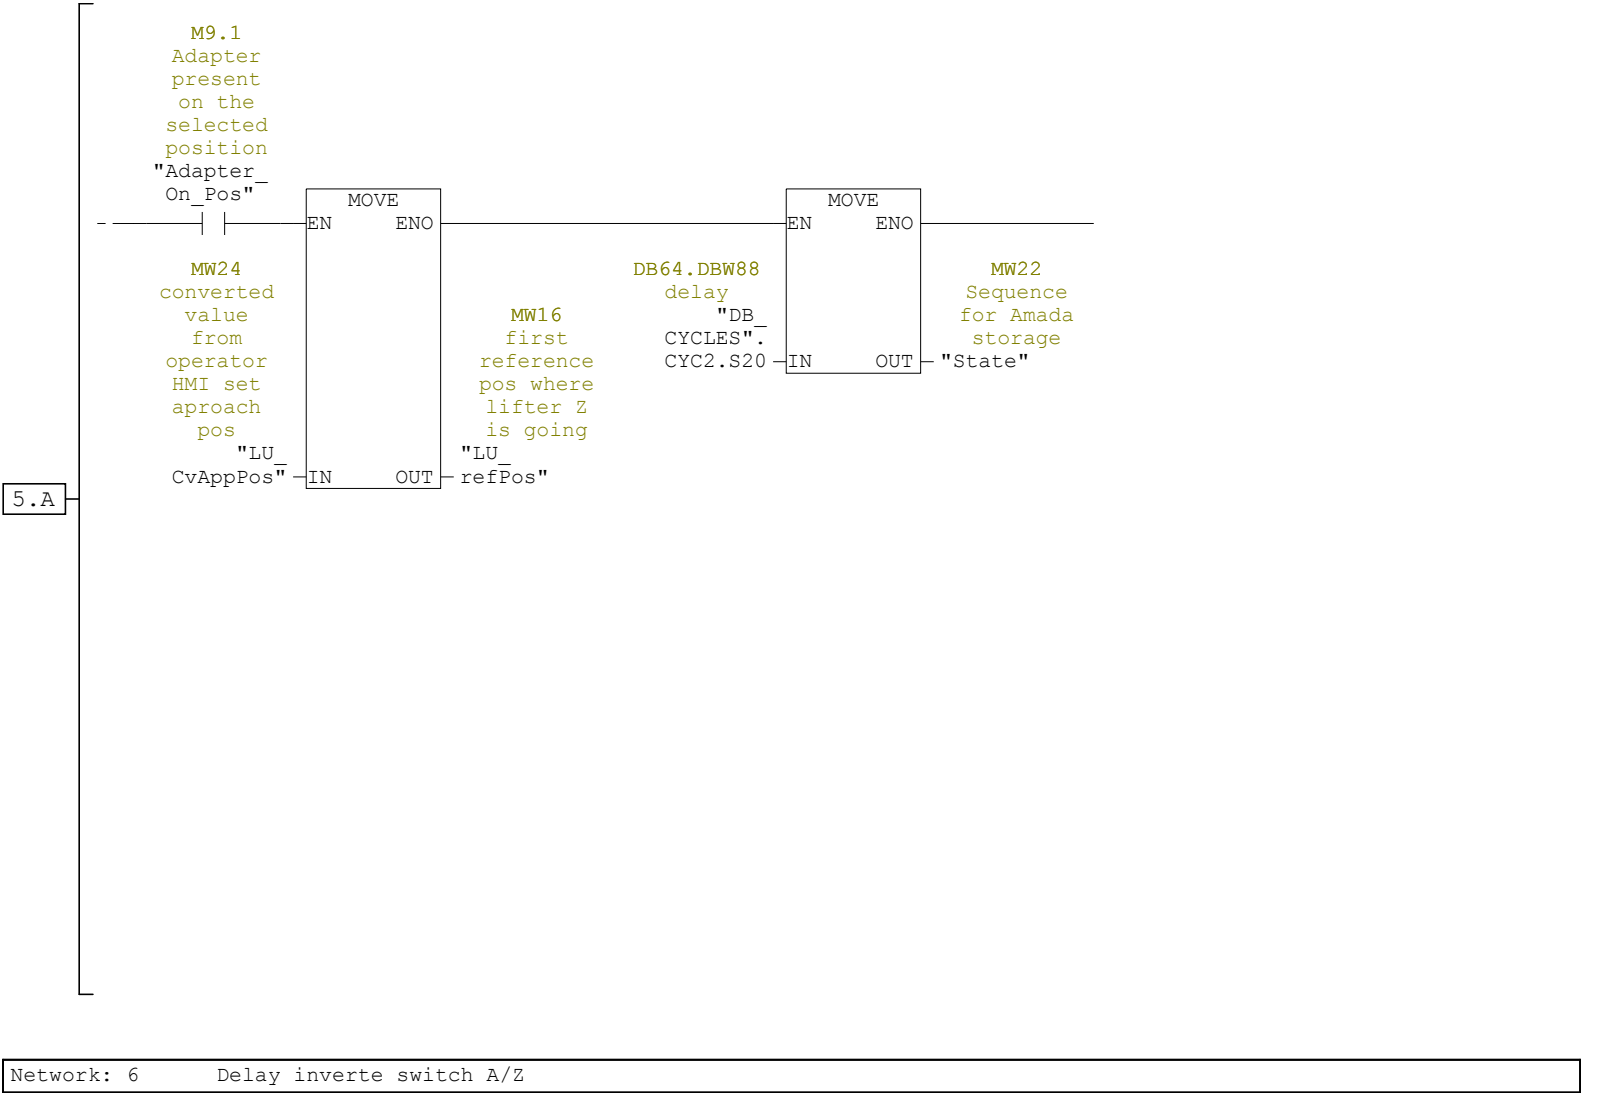 M9.1
Adapter
present
on the
selected
position
"Adapter_
On_Pos"
MOVE
EN ENO
MW24
converted
value
from
operator
HMI set
aproach
pos
"LU_
CvAppPos"
IN OUT
MW16
first
reference
pos where
lifter Z
is going
"LU_
refPos"
MOVE
EN ENO
DB64.DBW88
delay
"DB_
CYCLES".
CYC2.S20
IN OUT
MW22
Sequence
for Amada
storage
"State"
5.A
Network: 6 Delay inverte switch A/Z